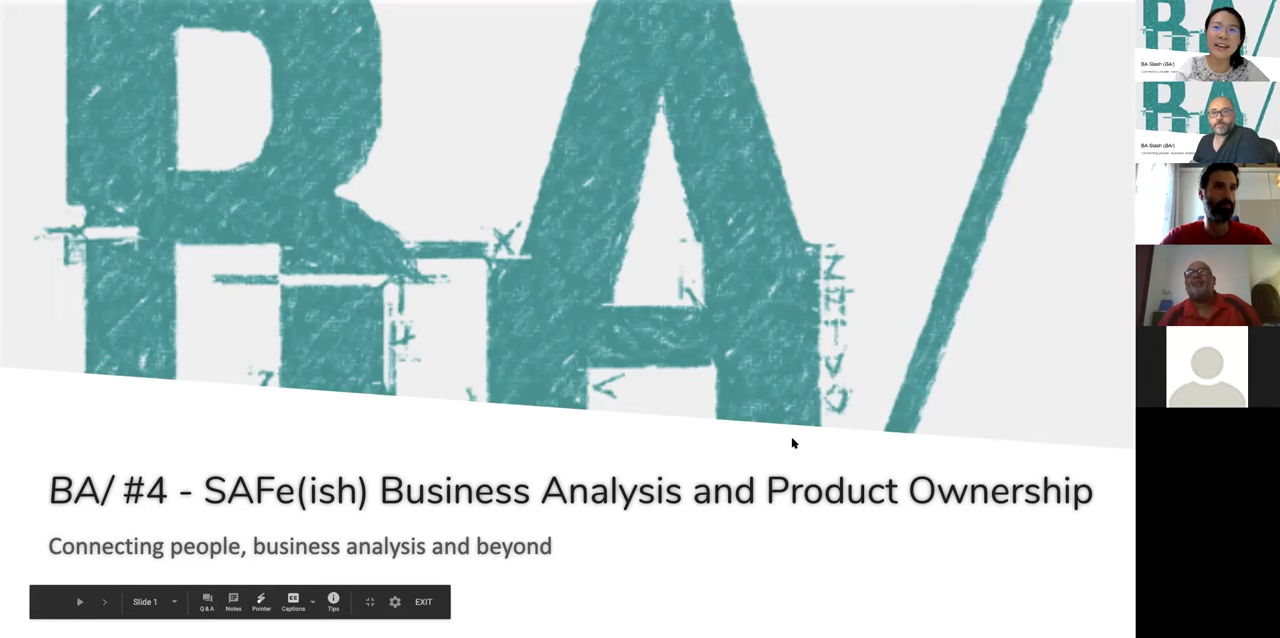 BA/
BA/ #4 - SAFe(ish) Business Analysis and Product Ownership
Connecting people, business analysis and beyond
Slide 1
Q & A
Notes
Pointer
CC
Captions
Tips
EXIT
BA Slash (BA/)
BA Slash (BA/)